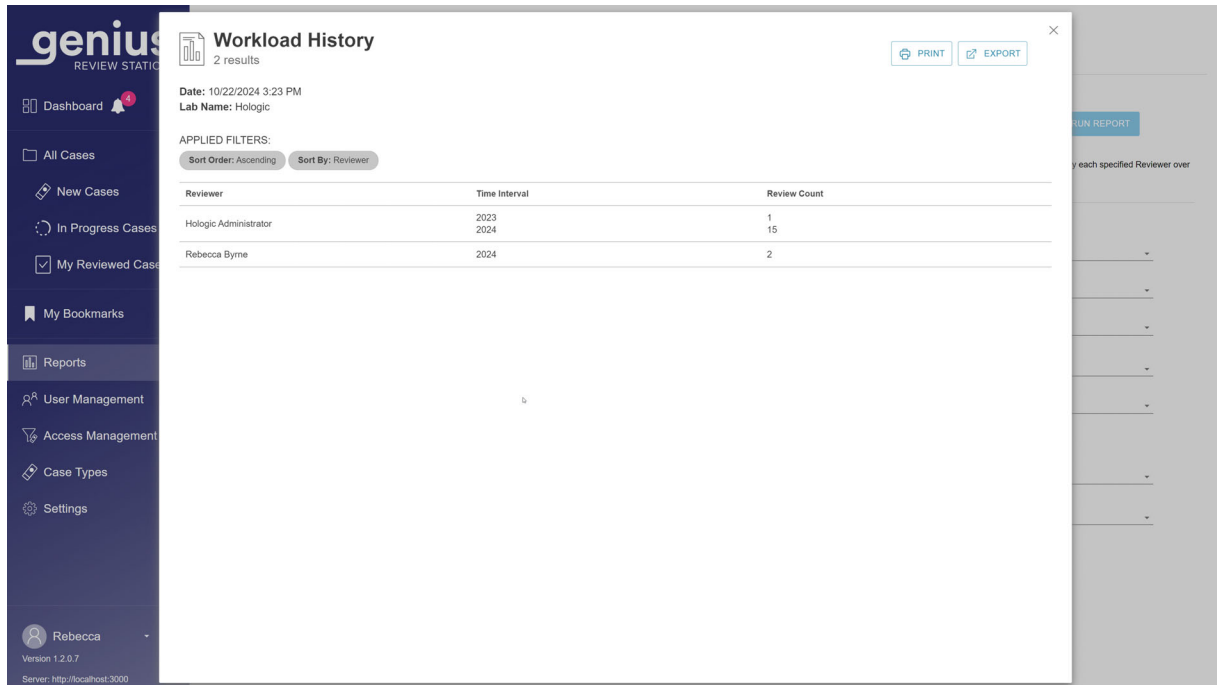 genius
REVIEW STATIO
Dashboard 4
All Cases
New Cases
In Progress Cases
My Reviewed Case
My Bookmarks
Reports
User Management
Access Management
Case Types
Settings
Rebecca
Version 1.2.0.7
Server: http://localhost:3000
Workload History
2 results
PRINT EXPORT
Date: 10/22/2024 3:23 PM
Lab Name: Hologic
APPLIED FILTERS:
Sort Order: Ascending Sort By: Reviewer
Reviewer Time Interval Review Count
Hologic Administrator 2023 1
2024 15
Rebecca Byrne 2024 2
RUN REPORT
y each specified Reviewer over